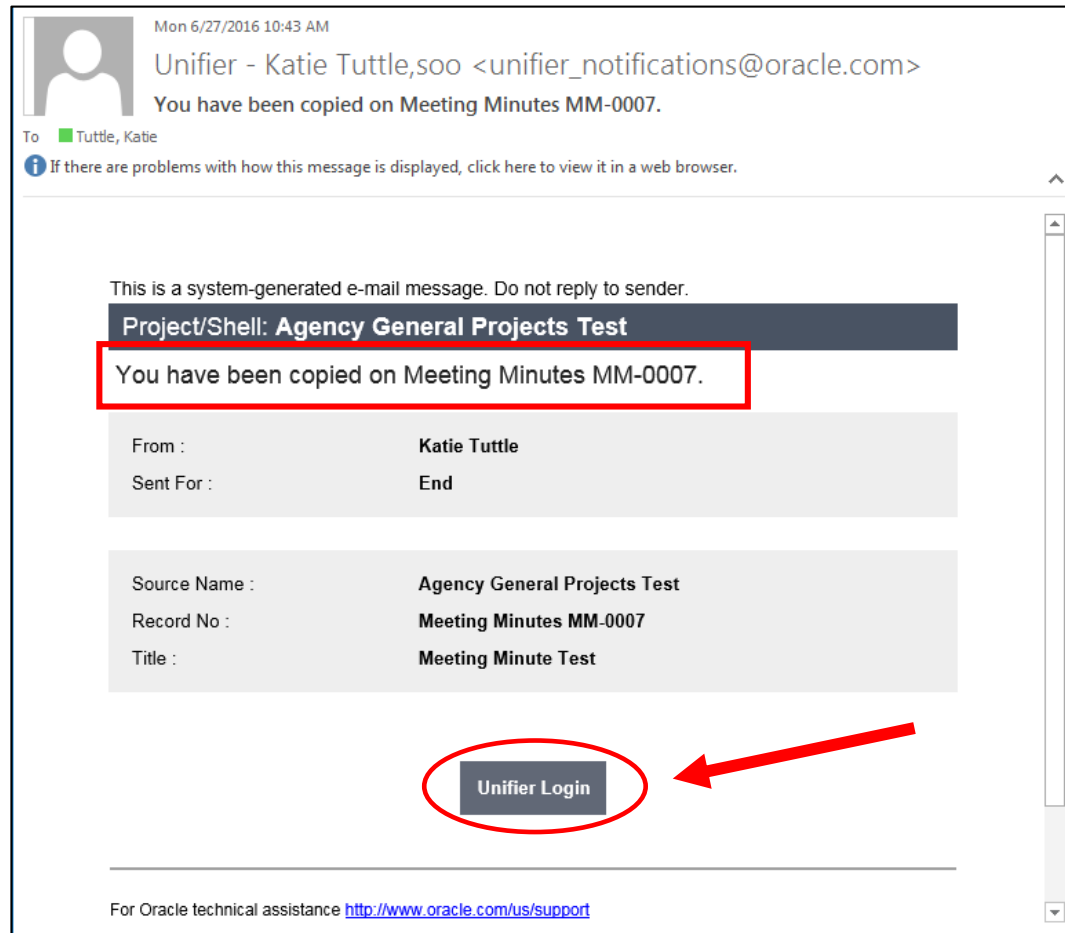 Mon 6/27/2016 10:43 AM
Unifier - Katie Tuttle,soo <unifier_notifications@oracle.com>
You have been copied on Meeting Minutes MM-0007.
To Tuttle, Katie
If there are problems with how this message is displayed, click here to view it in a web browser.
This is a system-generated e-mail message. Do not reply to sender.
Project/Shell: Agency General Projects Test
You have been copied on Meeting Minutes MM-0007.
From : Katie Tuttle
Sent For : End
Source Name : Agency General Projects Test
Record No : Meeting Minutes MM-0007
Title : Meeting Minute Test
Unifier Login
For Oracle technical assistance http://www.oracle.com/us/support